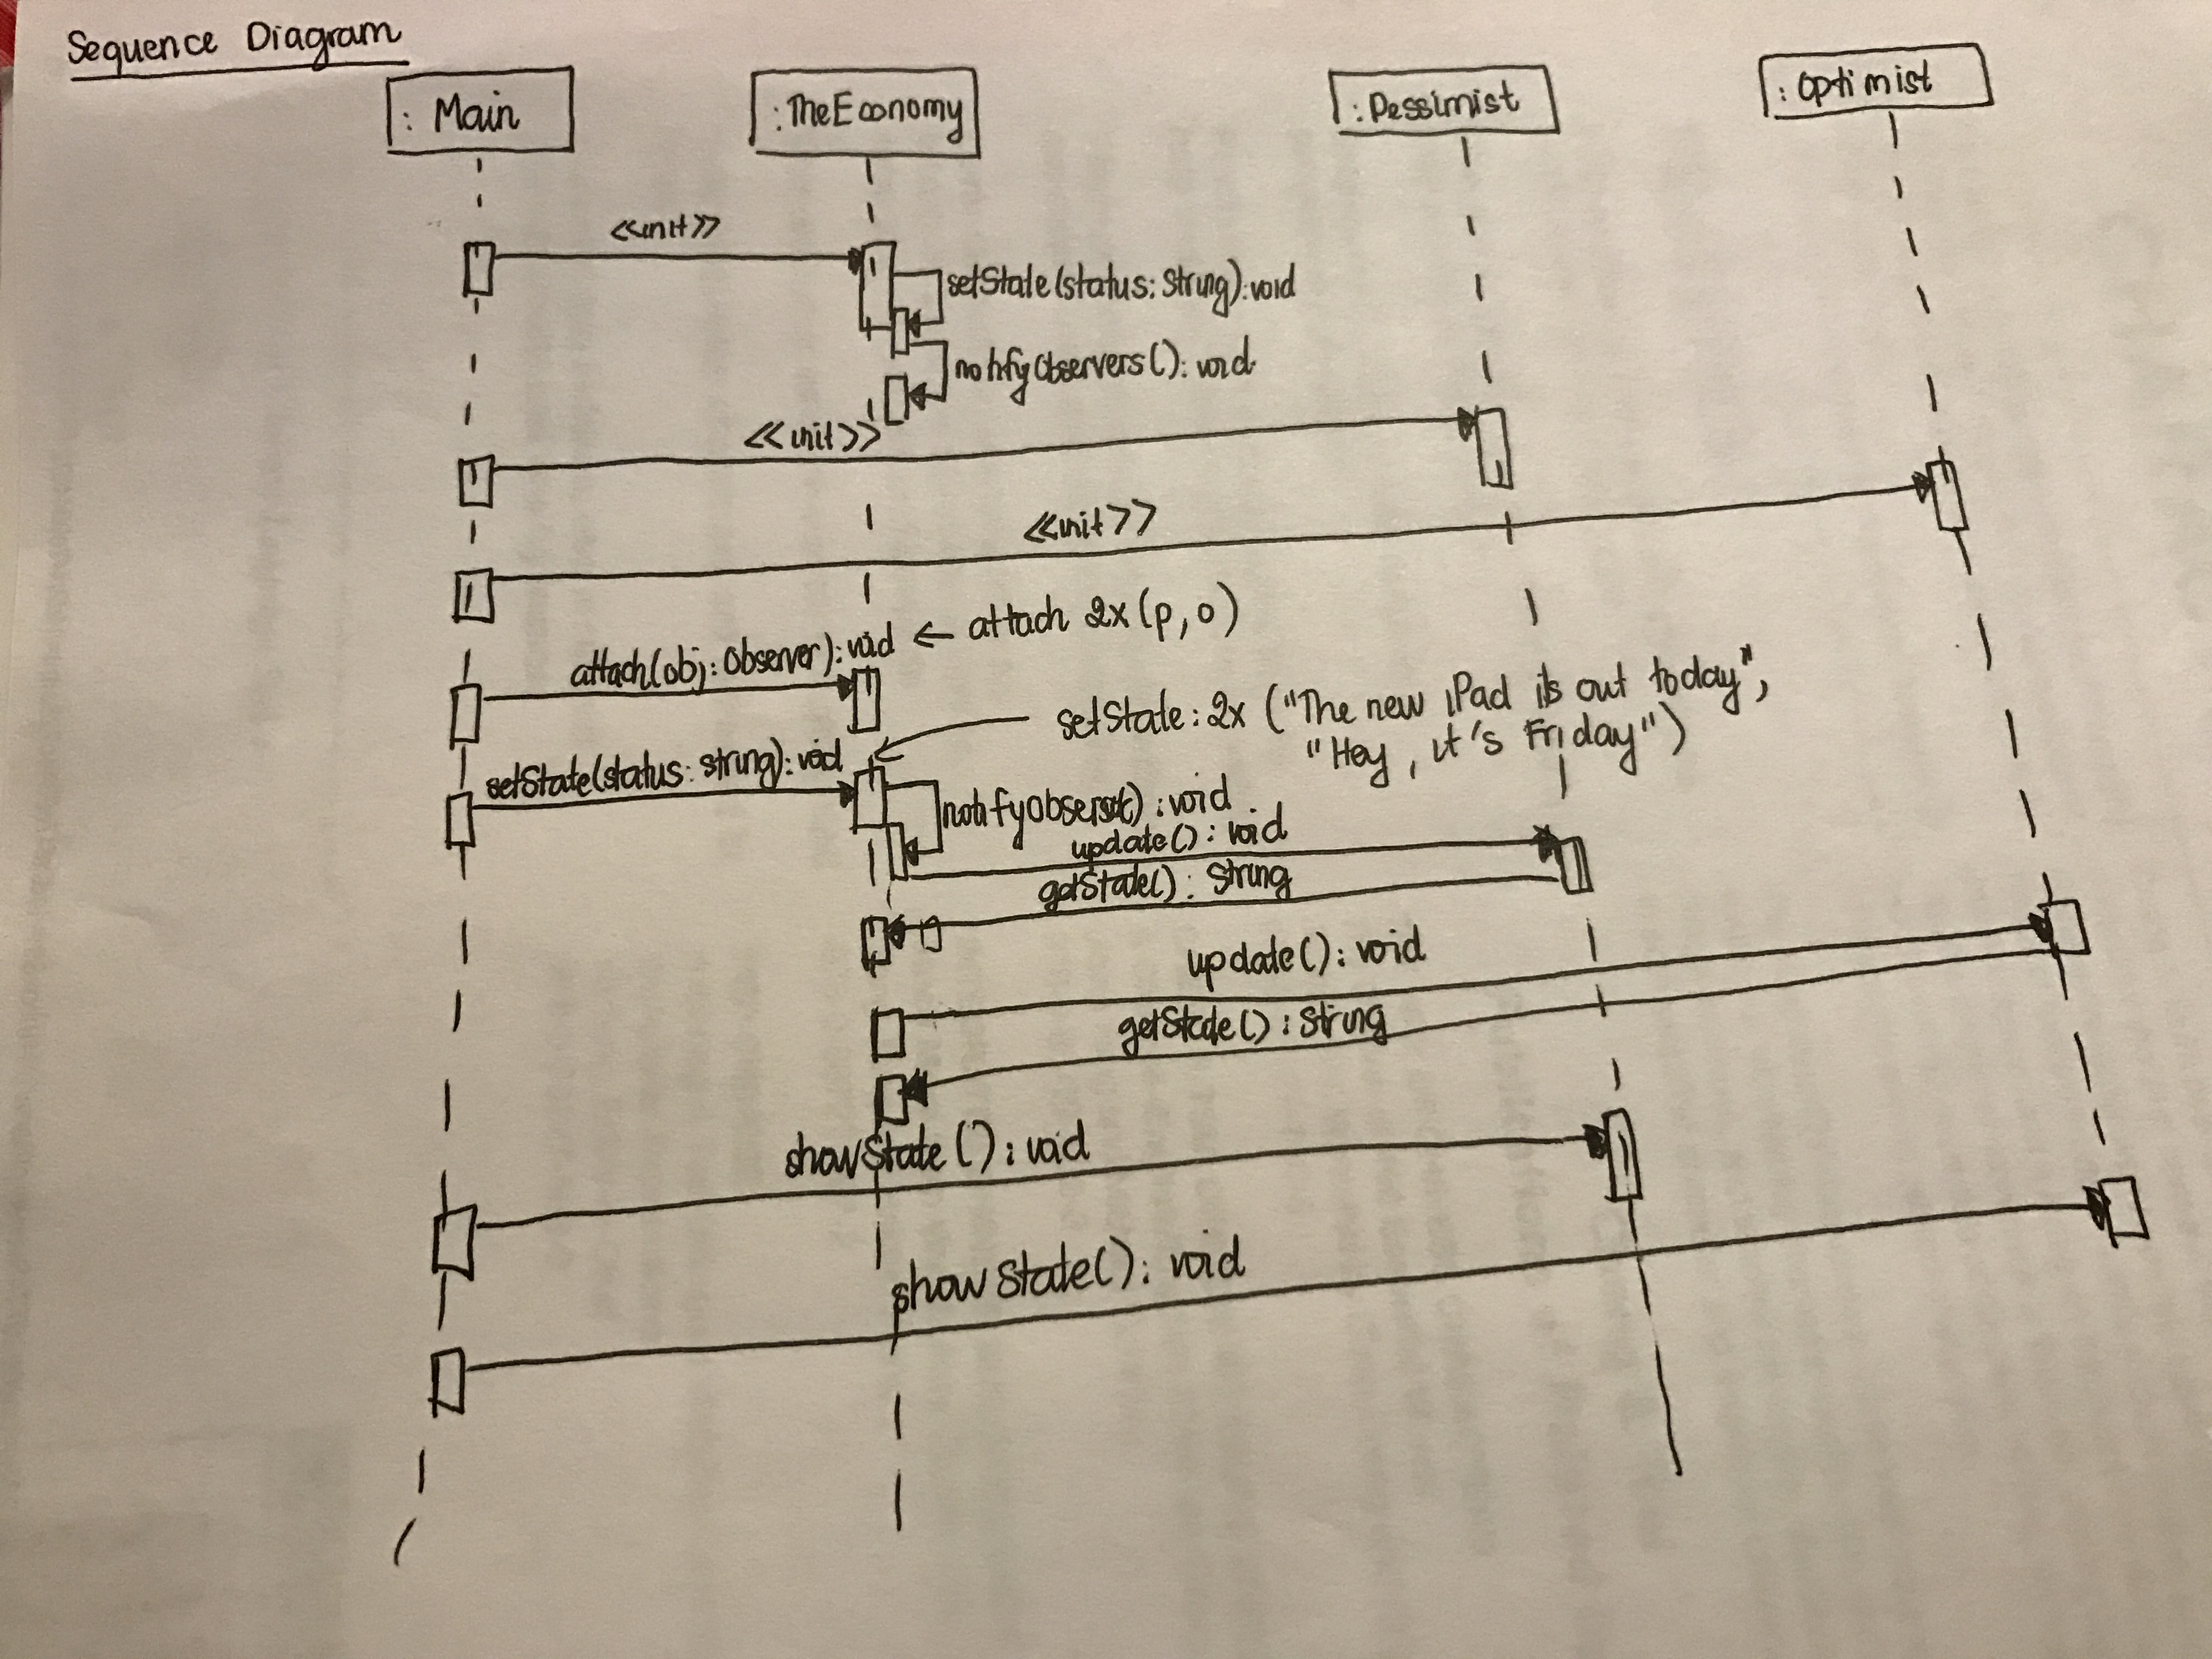 Sequence Diagram
: Main
: TheEconomy
: Pessimist
: Optimist
<<init>>
setState(status: String): void
notifyObservers(): void
<<init>>
<<init>>
attach(obj: Observer): void ← attach 2x (p, o)
setState: 2x ("The new iPad is out today",
"Hey, it's Friday")
setState(status: string): void
update(): void
getState(): String
update(): void
getState(): String
showState(): void
showState(): void